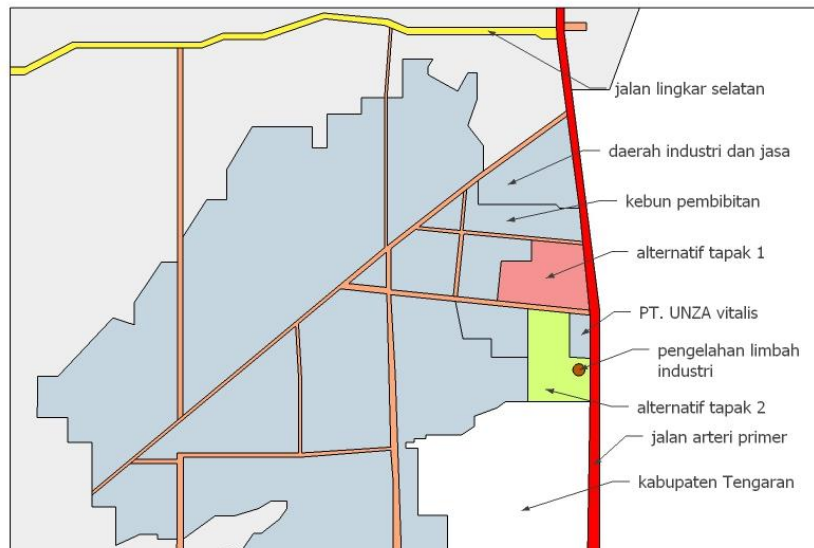 jalan lingkar selatan
daerah industri dan jasa
kebun pembibitan
alternatif tapak 1
PT. UNZA vitalis
pengelahan limbah
industri
alternatif tapak 2
jalan arteri primer
kabupaten Tengaran